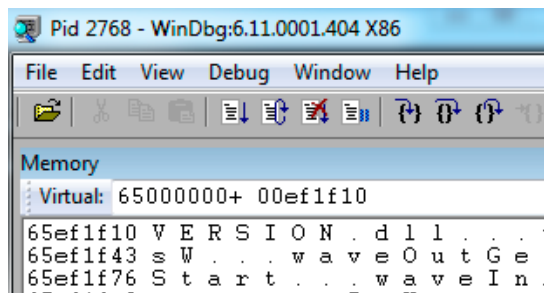 Pid 2768 - WinDbg:6.11.0001.404 X86
File Edit View Debug Window Help
Memory
Virtual: 65000000+ 00ef1f10
65ef1f10 V E R S I O N . d l l . . .
65ef1f43 s W . . . w a v e O u t G e
65ef1f76 S t a r t . . . w a v e I n .